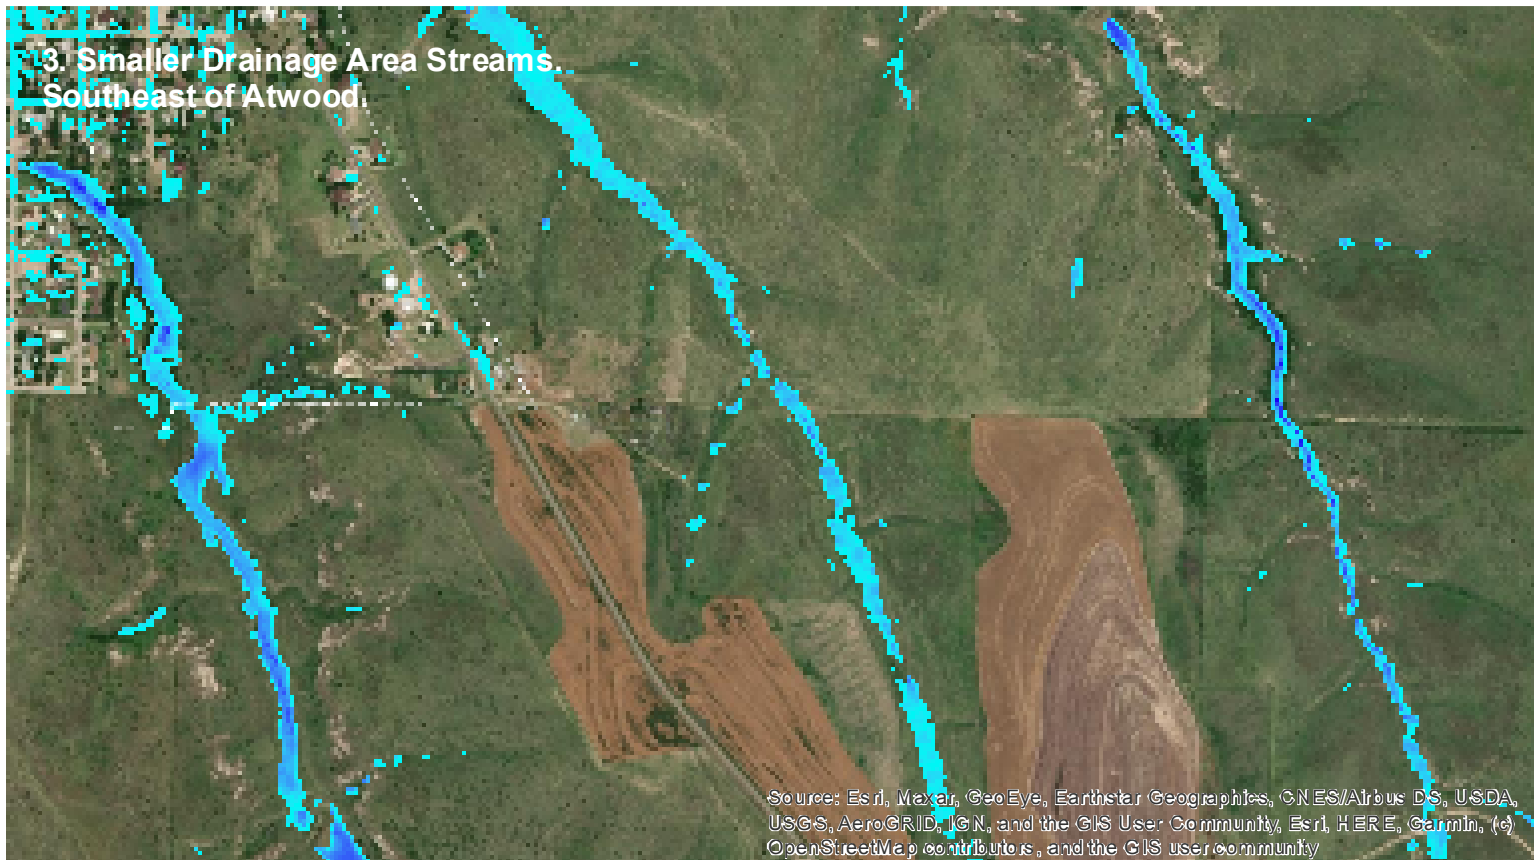 3. Smaller Drainage Area Streams.
Southeast of Atwood.
Source: Esri, Maxar, GeoEye, Earthstar Geographics, CNES/Airbus DS, USDA,
USGS, AeroGRID, IGN, and the GIS User Community, Esri, HERE, Garmin, (c)
OpenStreetMap contributors, and the GIS user community